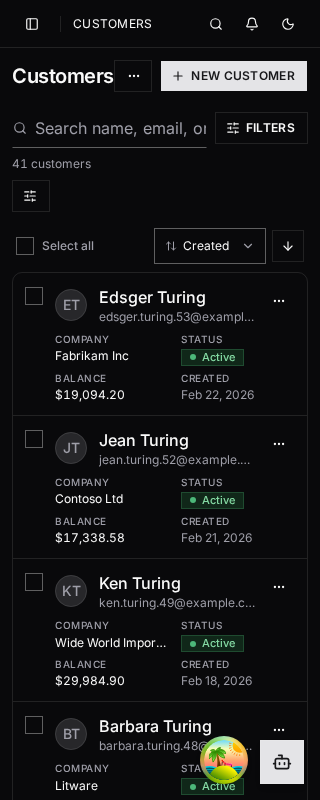 CUSTOMERS
Customers
NEW CUSTOMER
Search name, email, or
FILTERS
41 customers
Select all
Created
ET
Edsger Turing
edsger.turing.53@exampl...
COMPANY
STATUS
Fabrikam Inc
Active
BALANCE
CREATED
$19,094.20
Feb 22, 2026
JT
Jean Turing
jean.turing.52@example....
COMPANY
STATUS
Contoso Ltd
Active
BALANCE
CREATED
$17,338.58
Feb 21, 2026
KT
Ken Turing
ken.turing.49@example.c...
COMPANY
STATUS
Wide World Impor...
Active
BALANCE
CREATED
$29,984.90
Feb 18, 2026
BT
Barbara Turing
barbara.turing.48@
COMPANY
STATUS
Litware
Active